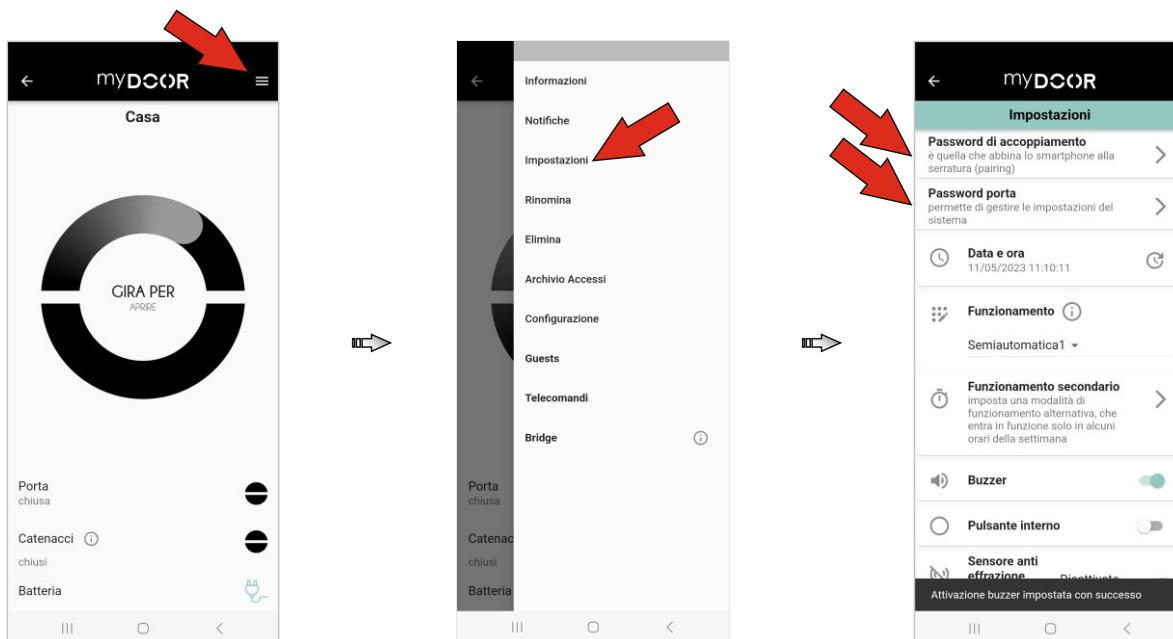 myDOOR
Casa
GIRA PER
APRIRE
Porta
chiusa
Catenacci
chiusi
Batteria
Informazioni
Notifiche
Impostazioni
Rinomina
Elimina
Archivio Accessi
Configurazione
Guests
Telecomandi
Bridge
Porta
chiusa
Catenac
chiusi
Batteria
myDOOR
Impostazioni
Password di accoppiamento
è quella che abbina lo smartphone alla
serratura (pairing)
Password porta
permette di gestire le impostazioni del
sistema
Data e ora
11/05/2023 11:10:11
Funzionamento
Semiautomatica1
Funzionamento secondario
imposta una modalità di
funzionamento alternativa, che
entra in funzione solo in alcuni
orari della settimana
Buzzer
Pulsante interno
Sensore anti
effrazione Disattivato
Attivazione buzzer impostata con successo